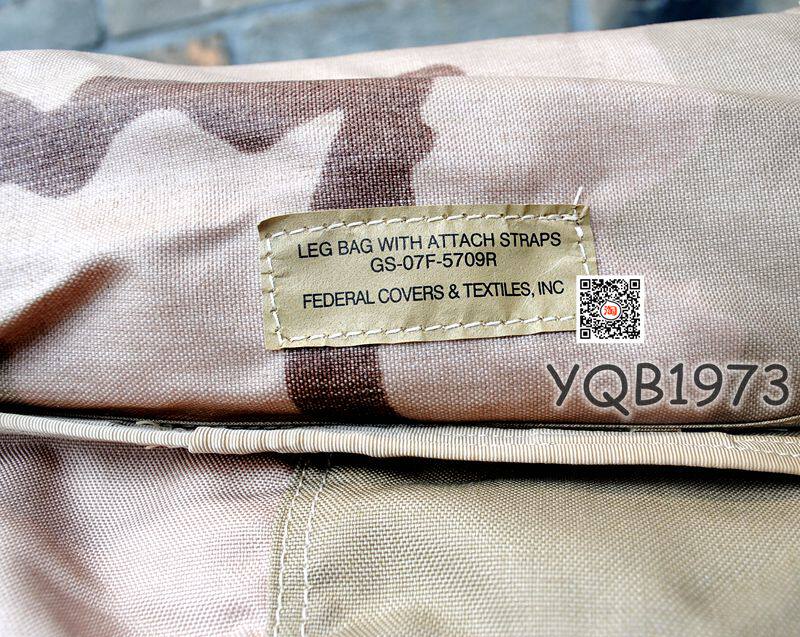 LEG BAG WITH ATTACH STRAPS
GS-07F-5709R
FEDERAL COVERS & TEXTILES, INC
YQB1973